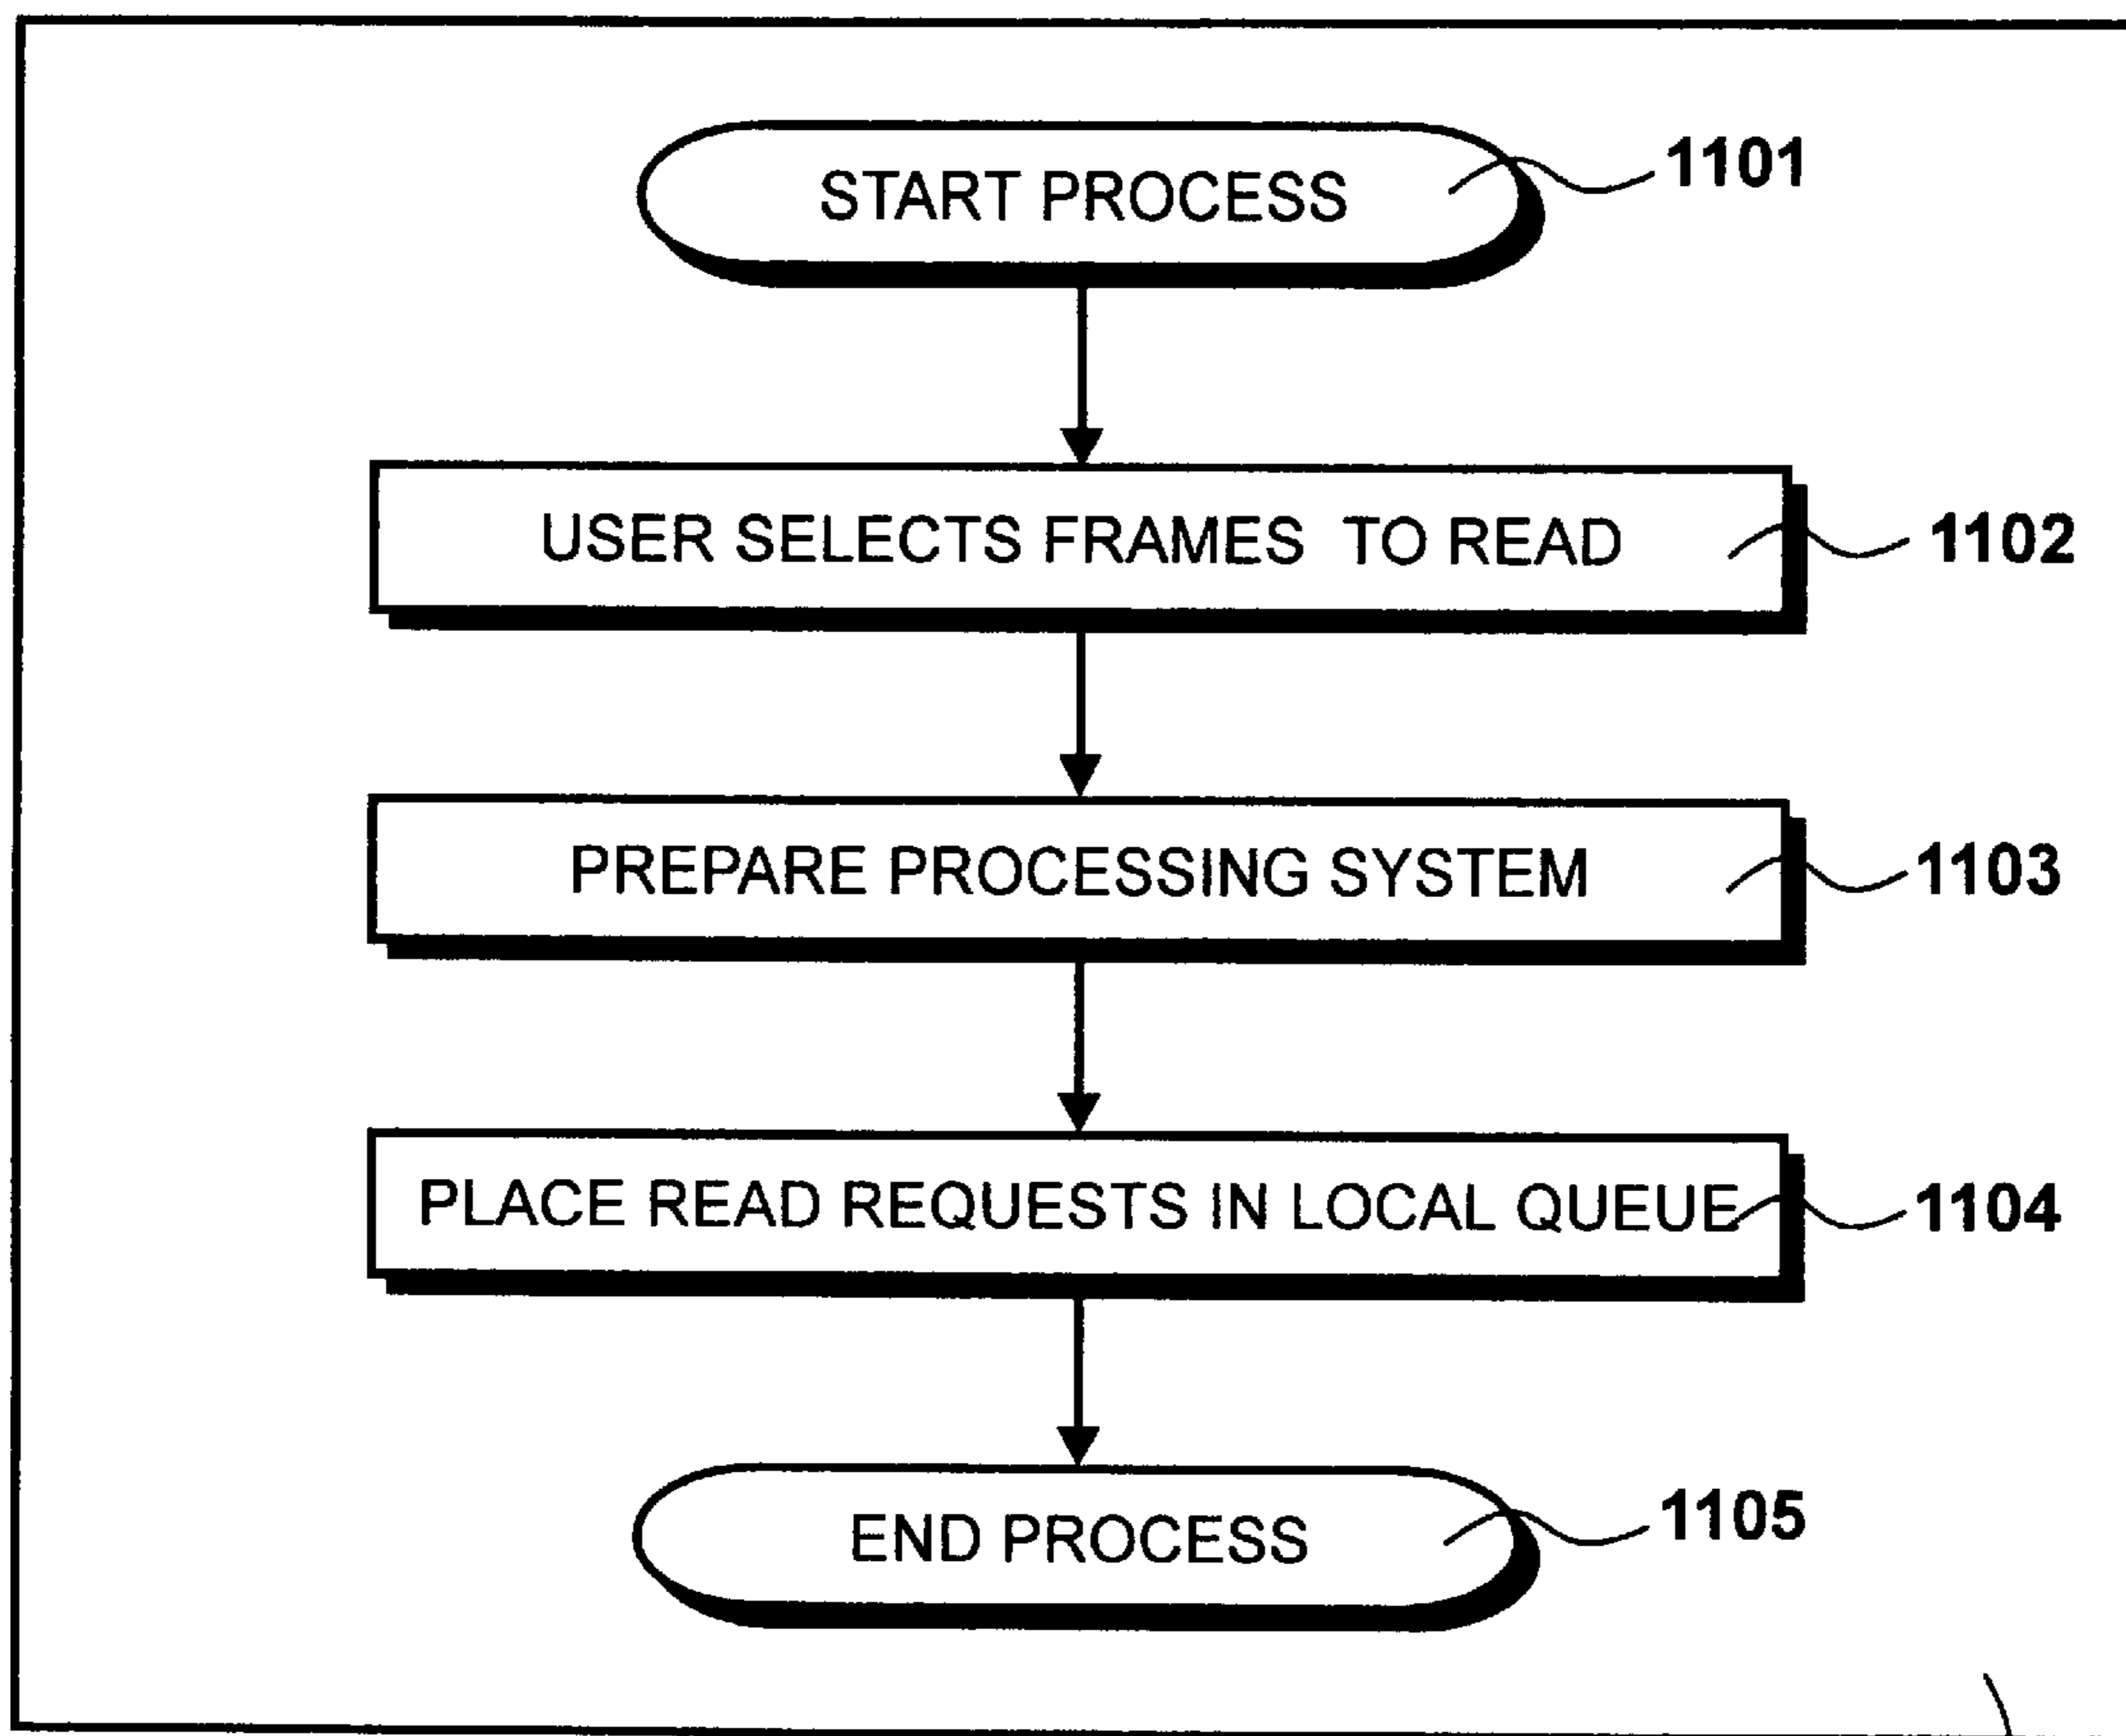 START PROCESS 1101
USER SELECTS FRAMES TO READ 1102
PREPARE PROCESSING SYSTEM 1103
PLACE READ REQUESTS IN LOCAL QUEUE 1104
END PROCESS 1105